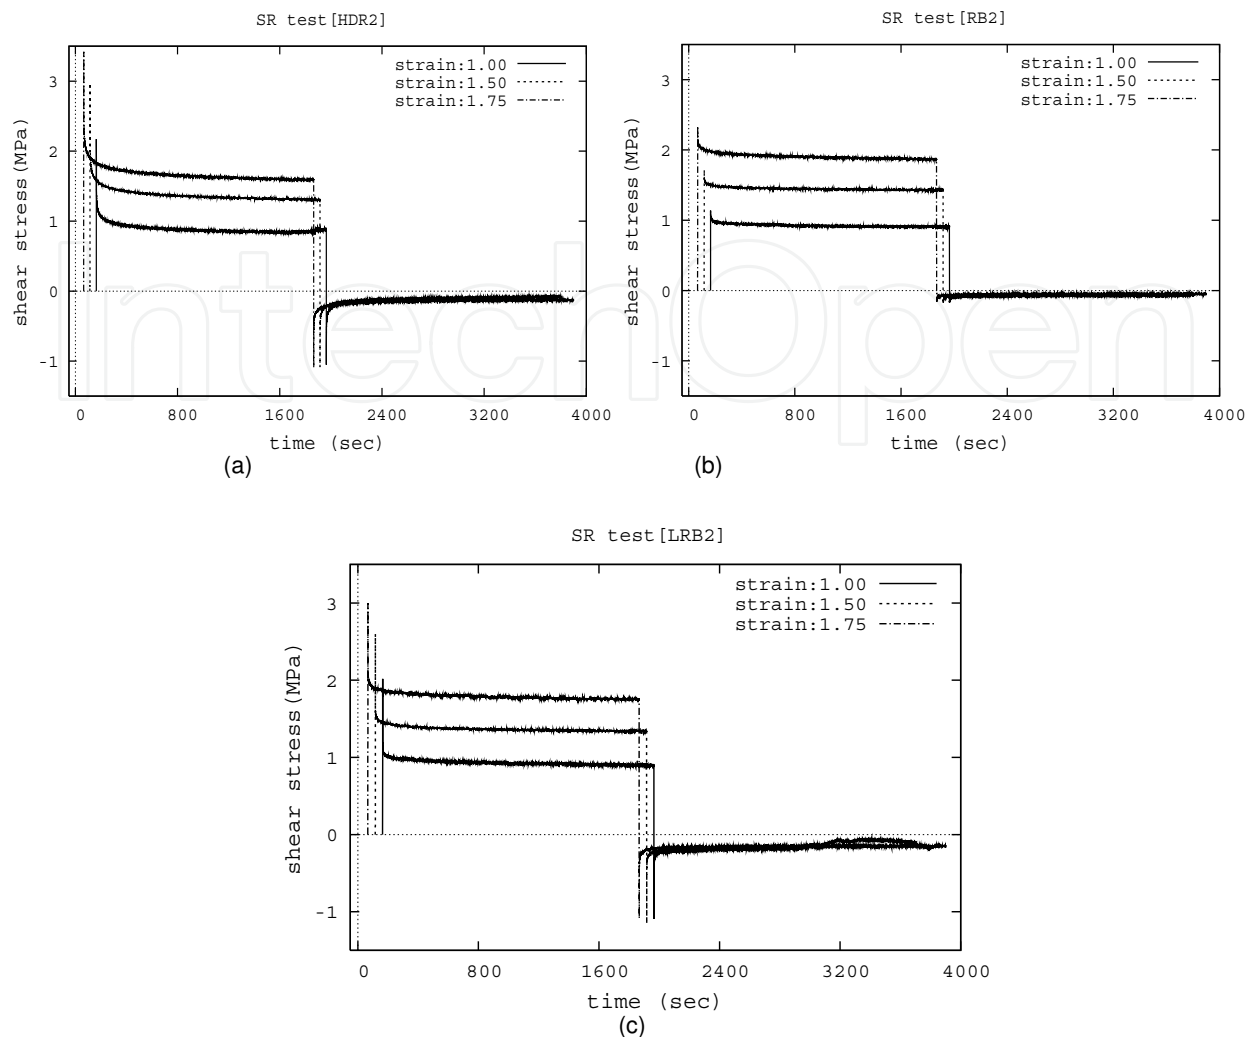 SR test[HDR2]
strain:1.00
strain:1.50
strain:1.75
shear stress(MPa)
3
2
1
0
-1
0 800 1600 2400 3200 4000
time (sec)
(a)
SR test[RB2]
strain:1.00
strain:1.50
strain:1.75
shear stress(MPa)
3
2
1
0
-1
0 800 1600 2400 3200 4000
time (sec)
(b)
IntechOpen
SR test[LRB2]
strain:1.00
strain:1.50
strain:1.75
shear stress(MPa)
3
2
1
0
-1
0 800 1600 2400 3200 4000
time (sec)
(c)